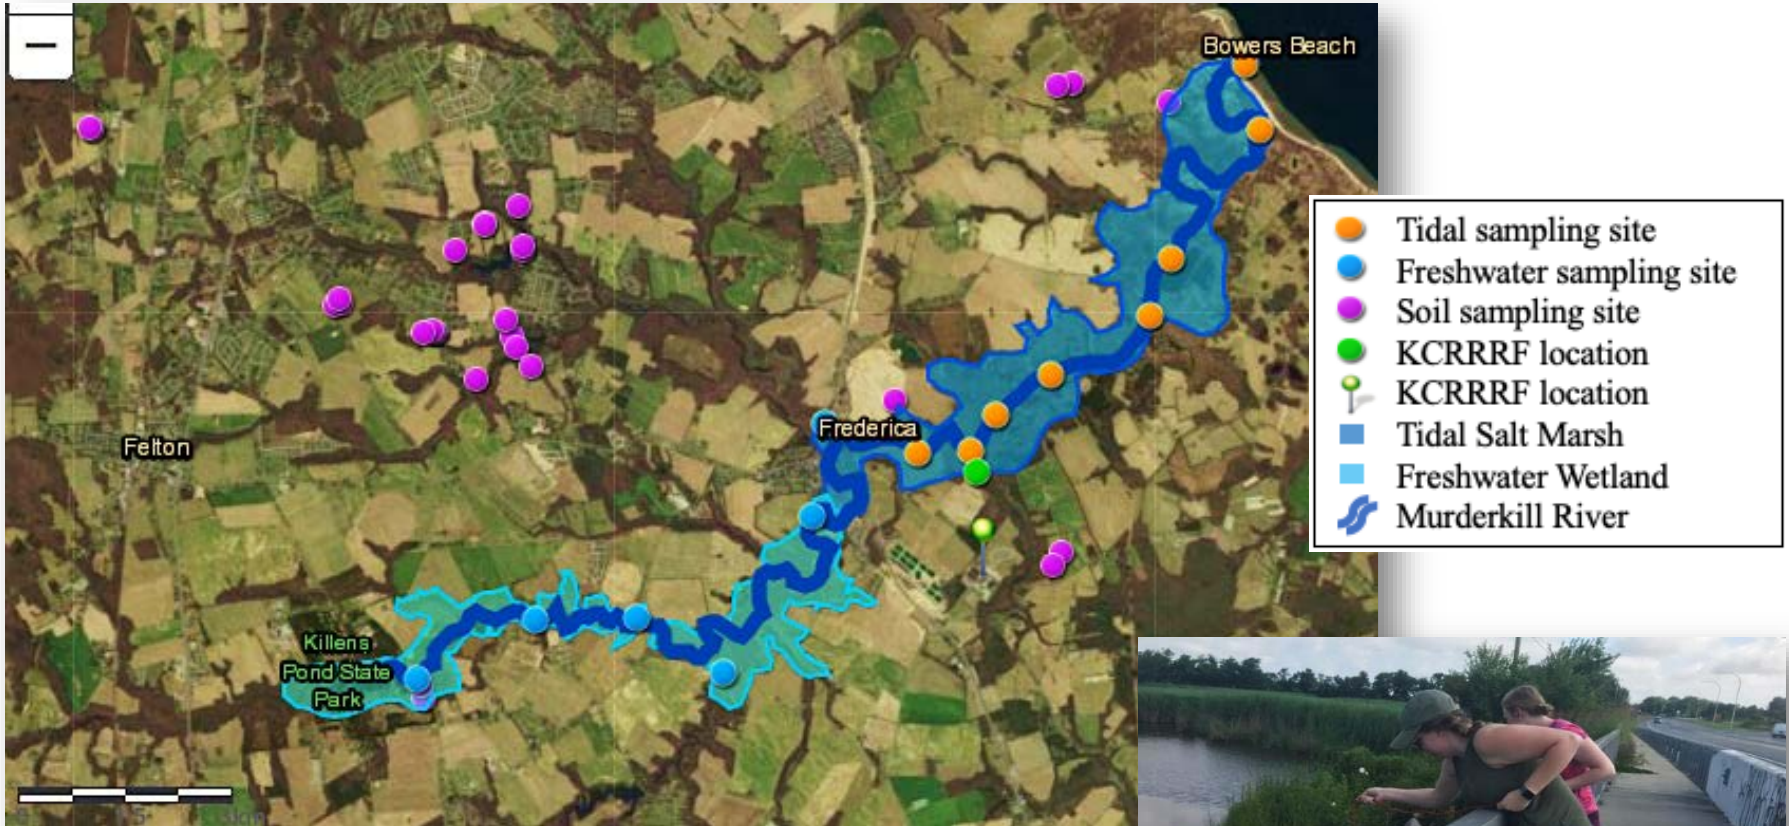 Bowers Beach
Tidal sampling site
Freshwater sampling site
Soil sampling site
KCRRRF location
KCRRRF location
Tidal Salt Marsh
Freshwater Wetland
Murderkill River
Frederica
Felton
Killens
Pond State
Park